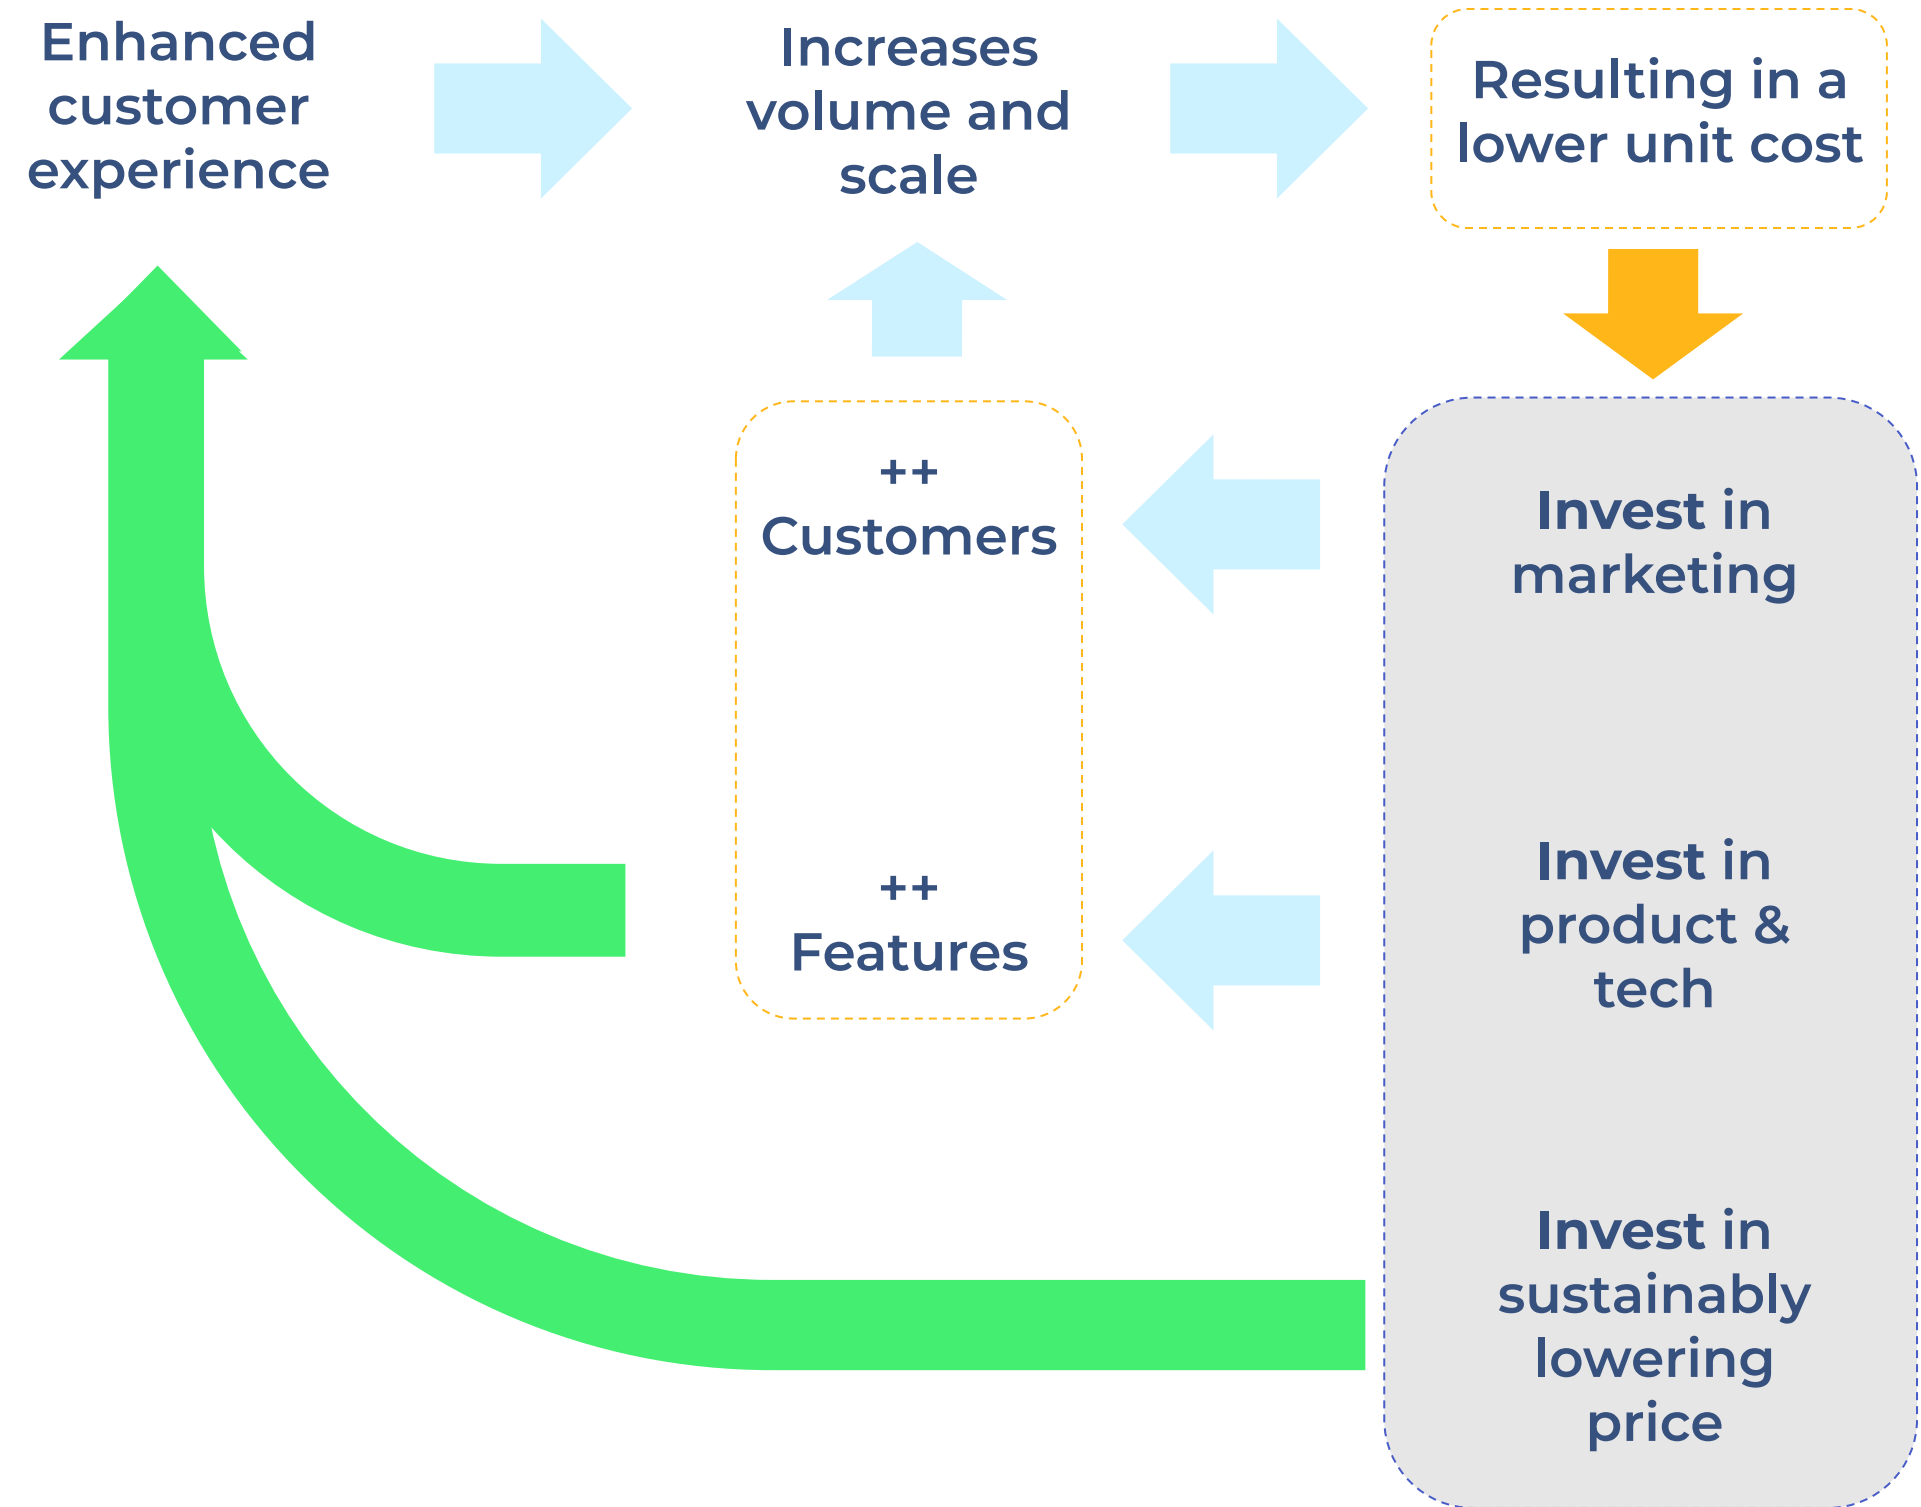 Enhanced
customer
experience
Increases
volume and
scale
Resulting in a
lower unit cost
++
Customers
Invest in
marketing
++
Features
Invest in
product &
tech
Invest in
sustainably
lowering
price